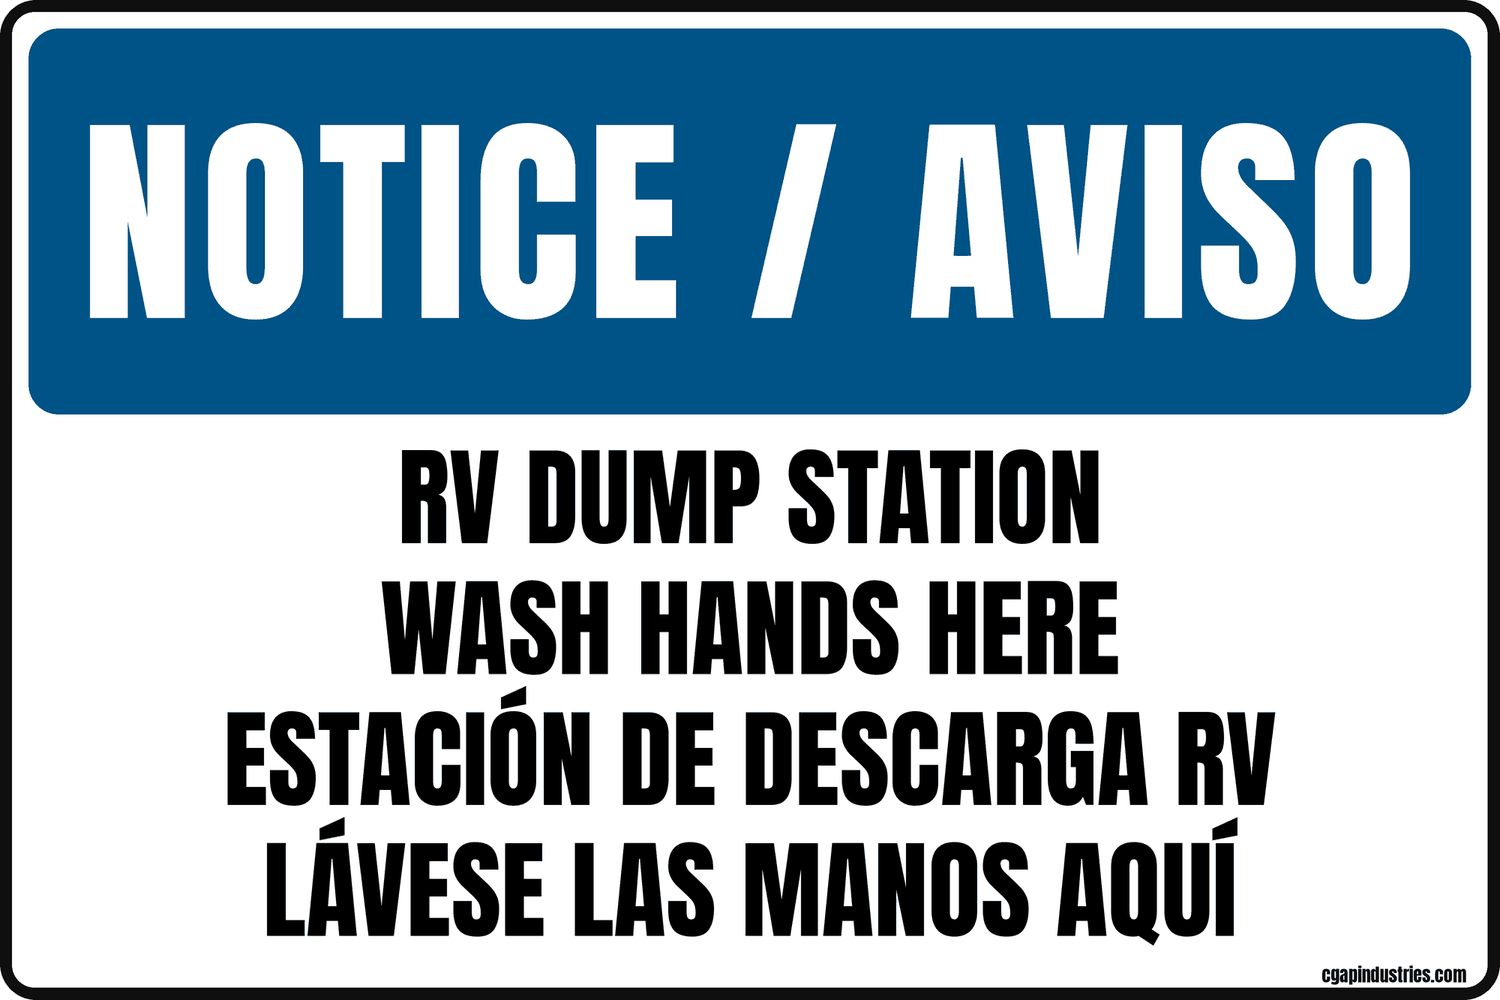 NOTICE / AVISO
RV DUMP STATION
WASH HANDS HERE
ESTACIÓN DE DESCARGA RV
LÁVESE LAS MANOS AQUÍ
cgapindustries.com